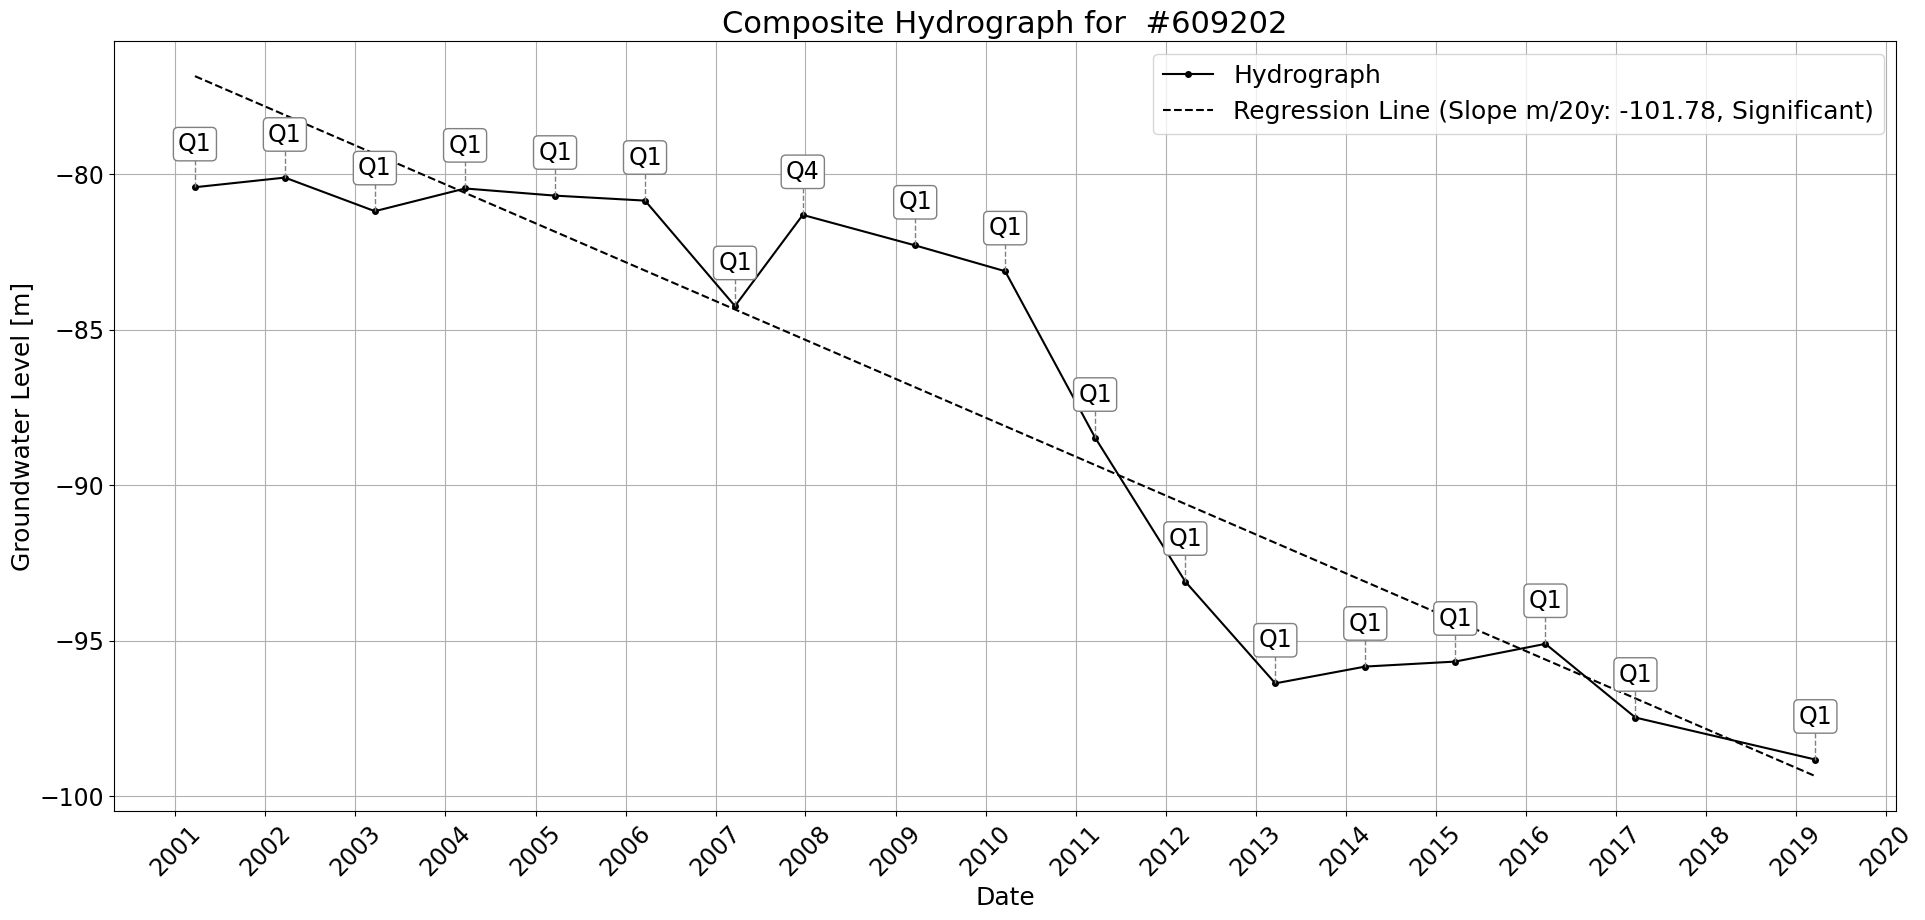 Composite Hydrograph for  #609202
Hydrograph
Regression Line (Slope m/20y: -101.78, Significant)
Q1
Q1
Q1
Q1
Q1
Q1
Q1
Q4
Q1
Q1
Q1
Q1
Q1
Q1
Q1
Q1
Q1
Q1
Groundwater Level [m]
−80
−85
−90
−95
−100
2001
2002
2003
2004
2005
2006
2007
2008
2009
2010
2011
2012
2013
2014
2015
2016
2017
2018
2019
2020
Date